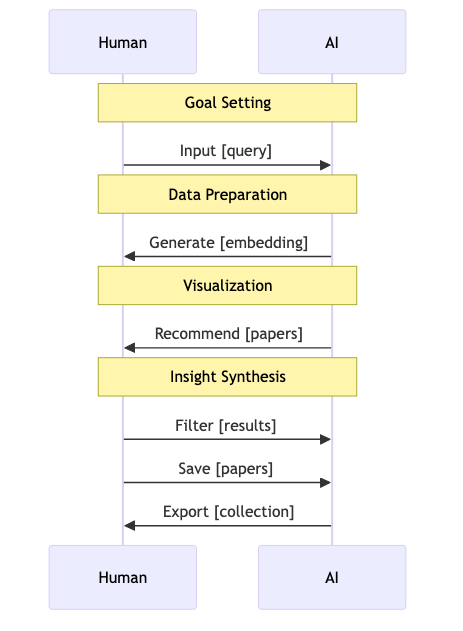 Human
AI
Goal Setting
Input [query]
Data Preparation
Generate [embedding]
Visualization
Recommend [papers]
Insight Synthesis
Filter [results]
Save [papers]
Export [collection]
Human
AI